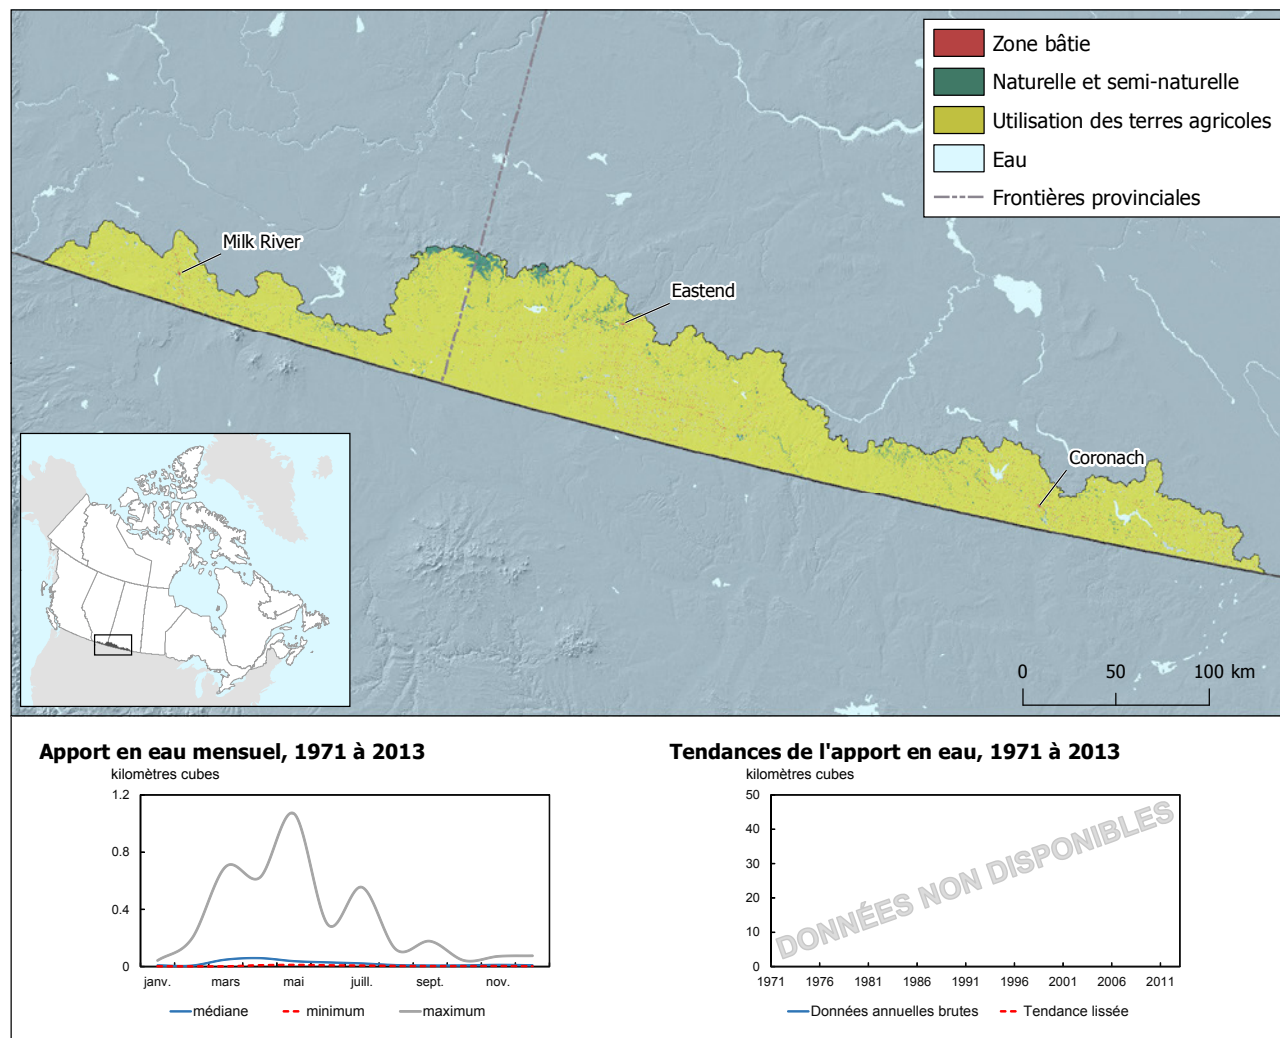 Zone bâtie
Naturelle et semi-naturelle
Utilisation des terres agricoles
Eau
Frontières provinciales
Milk River
Eastend
Coronach
0 50 100 km
Apport en eau mensuel, 1971 à 2013
kilomètres cubes
1.2
0.8
0.4
0
janv. mars mai juill. sept. nov.
médiane minimum maximum
Tendances de l'apport en eau, 1971 à 2013
kilomètres cubes
50
40
30
20
10
0
DONNÉES NON DISPONIBLES
1971 1976 1981 1986 1991 1996 2001 2006 2011
Données annuelles brutes Tendance lissée